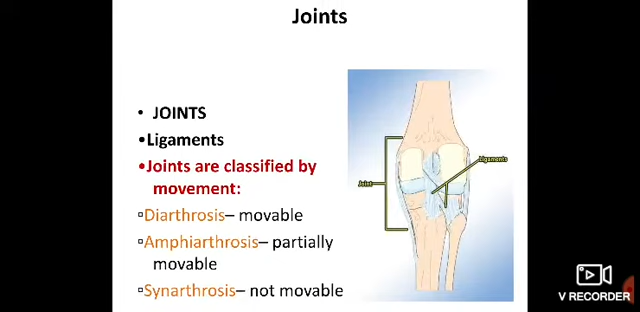 Joints
• JOINTS
•Ligaments
•Joints are classified by
movement:
▫Diarthrosis– movable
▫Amphiarthrosis– partially
movable
▫Synarthrosis– not movable
Joint
Ligaments
V RECORDER